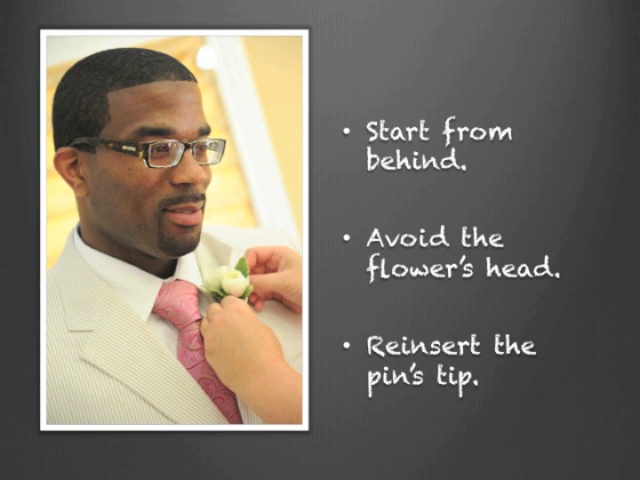 • Start from
behind.
• Avoid the
flower's head.
• Reinsert the
pin's tip.